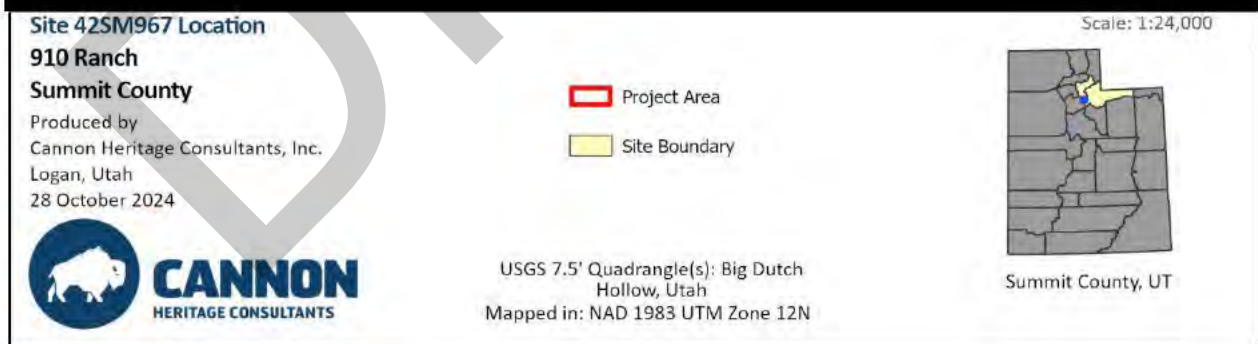 Site 42SM967 Location
910 Ranch
Summit County
Produced by
Cannon Heritage Consultants, Inc.
Logan, Utah
28 October 2024
CANNON
HERITAGE CONSULTANTS
Project Area
Site Boundary
USGS 7.5' Quadrangle(s): Big Dutch
Hollow, Utah
Mapped in: NAD 1983 UTM Zone 12N
Scale: 1:24,000
Summit County, UT